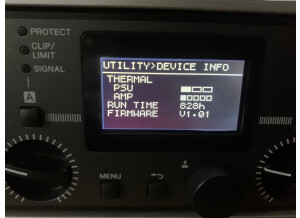 PROTECT
CLIP/
LIMIT
SIGNAL
A
UTILITY>DEVICE INFO
THERMAL
PSU
AMP
RUN TIME 828h
FIRMWARE V1.01
MENU